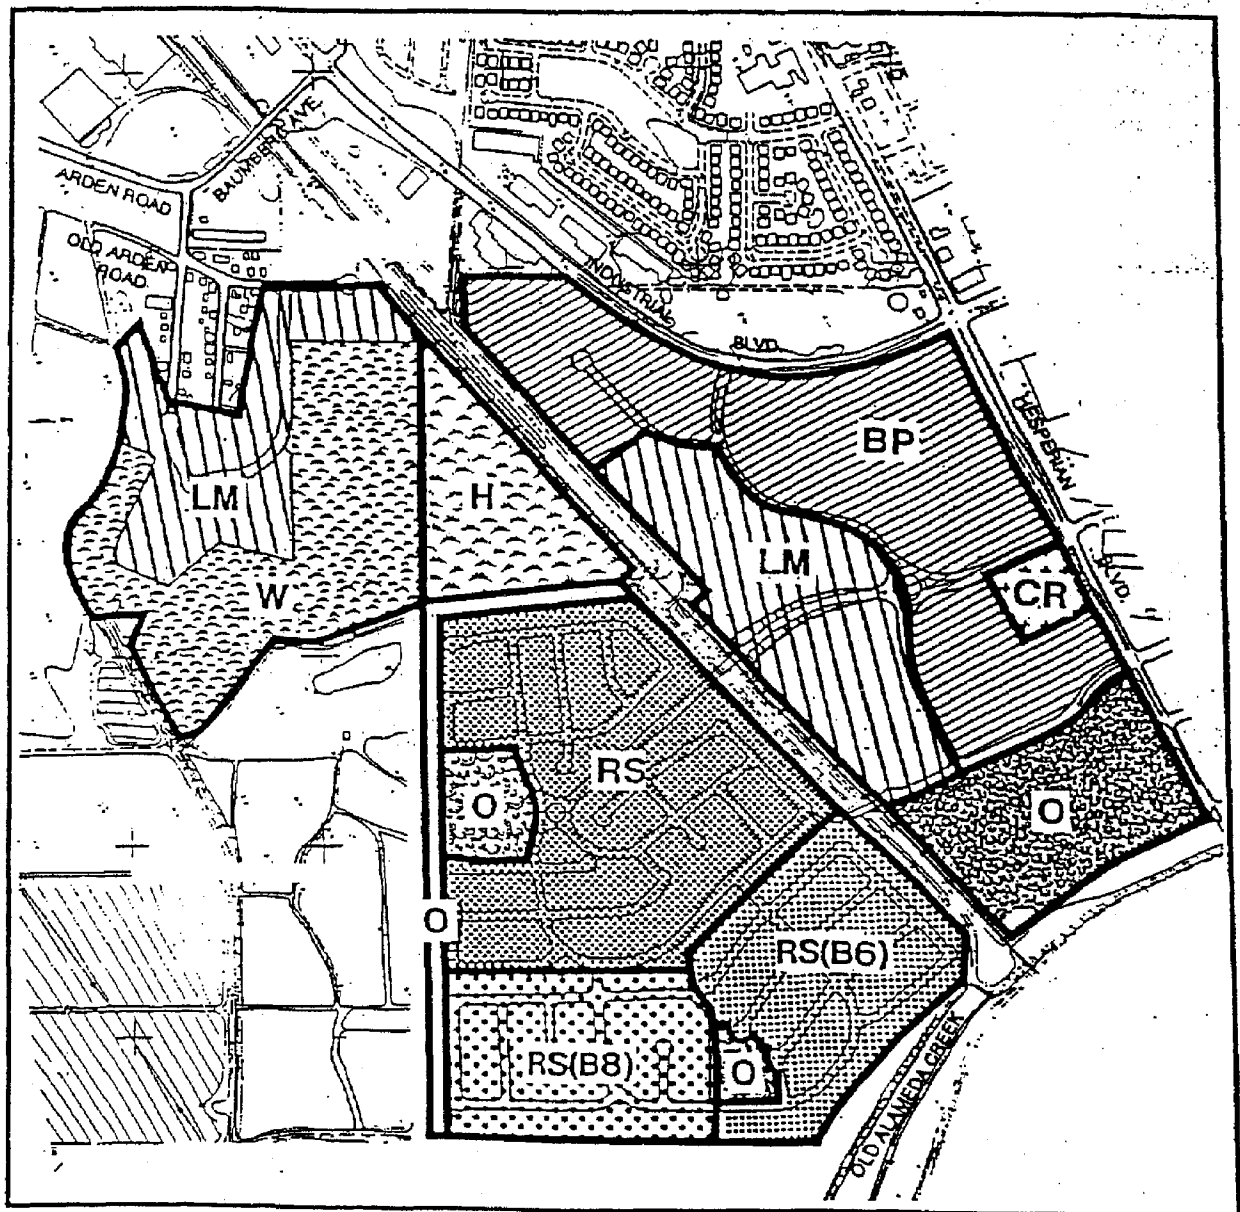 BAUMBERG AVE.
ARDEN ROAD
OLD ARDEN
ROAD
INDUSTRIAL
BLVD.
HESPERIAN
BLVD.
BP
LM
H
LM
CR
W
RS
O
O
O
RS(B6)
RS(B8)
O
OLD ALAMEDA CREEK